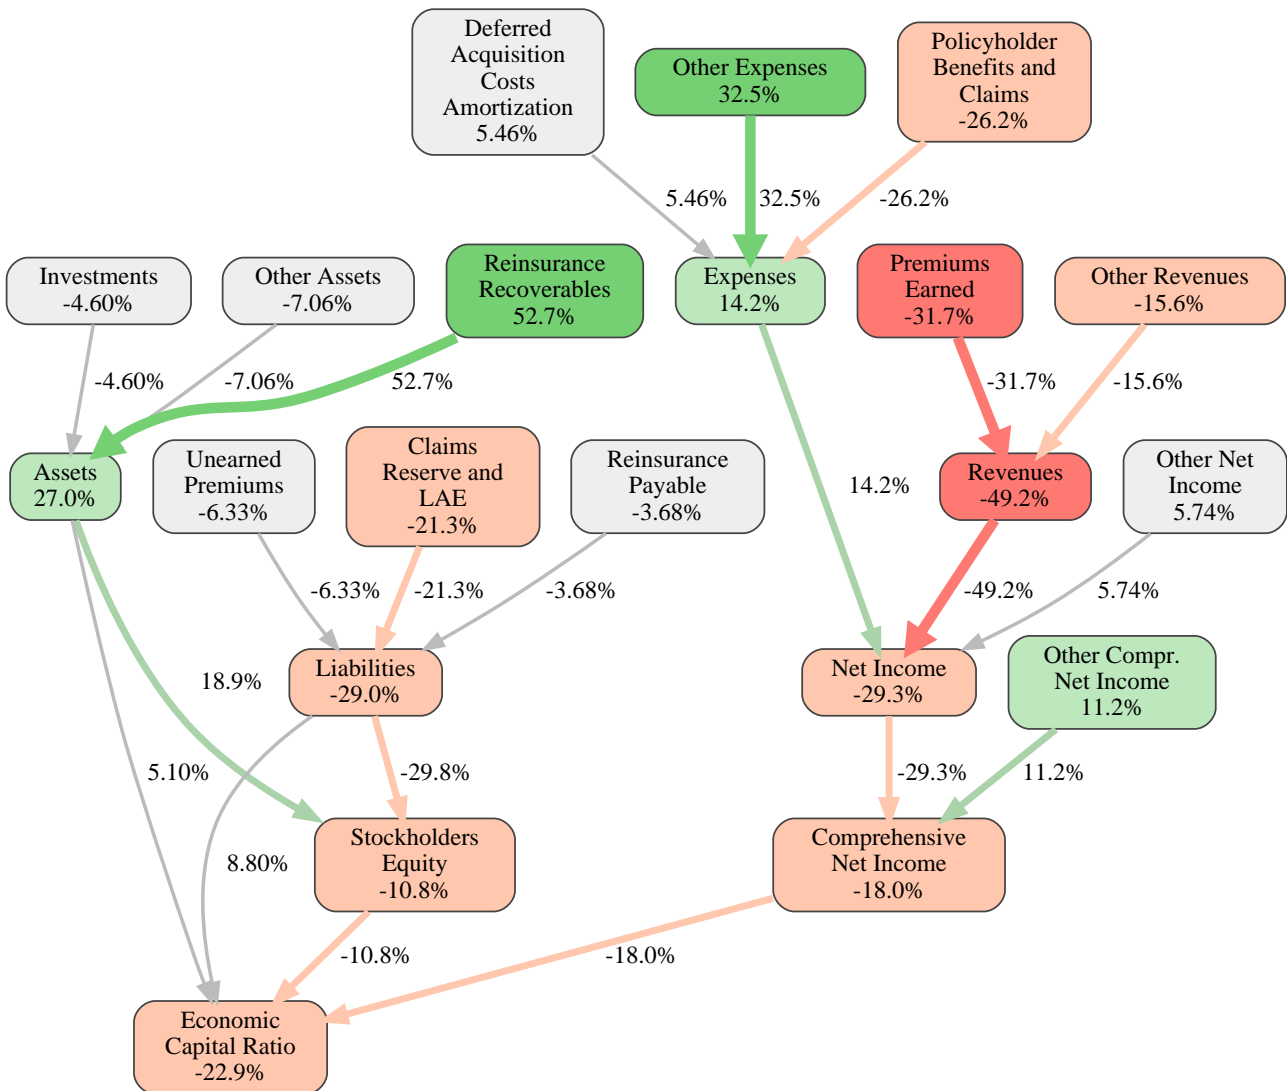 Deferred
Acquisition
Costs
Amortization
5.46%
Other Expenses
32.5%
Policyholder
Benefits and
Claims
-26.2%
5.46%
32.5%
-26.2%
Investments
-4.60%
Other Assets
-7.06%
Reinsurance
Recoverables
52.7%
Expenses
14.2%
Premiums
Earned
-31.7%
Other Revenues
-15.6%
-4.60%
-7.06%
52.7%
-31.7%
-15.6%
Assets
27.0%
Unearned
Premiums
-6.33%
Claims
Reserve and
LAE
-21.3%
Reinsurance
Payable
-3.68%
14.2%
Revenues
-49.2%
Other Net
Income
5.74%
-6.33%
-21.3%
-3.68%
-49.2%
5.74%
18.9%
Liabilities
-29.0%
Net Income
-29.3%
Other Compr.
Net Income
11.2%
5.10%
-29.8%
-29.3%
11.2%
8.80%
Stockholders
Equity
-10.8%
Comprehensive
Net Income
-18.0%
-10.8%
-18.0%
Economic
Capital Ratio
-22.9%